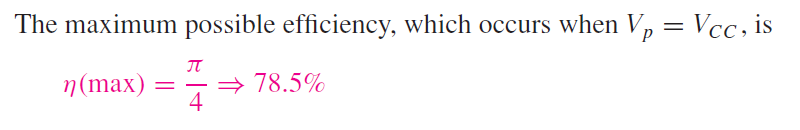 The maximum possible efficiency, which occurs when V_p = V_CC, is
η(max) = π/4 ⇒ 78.5%